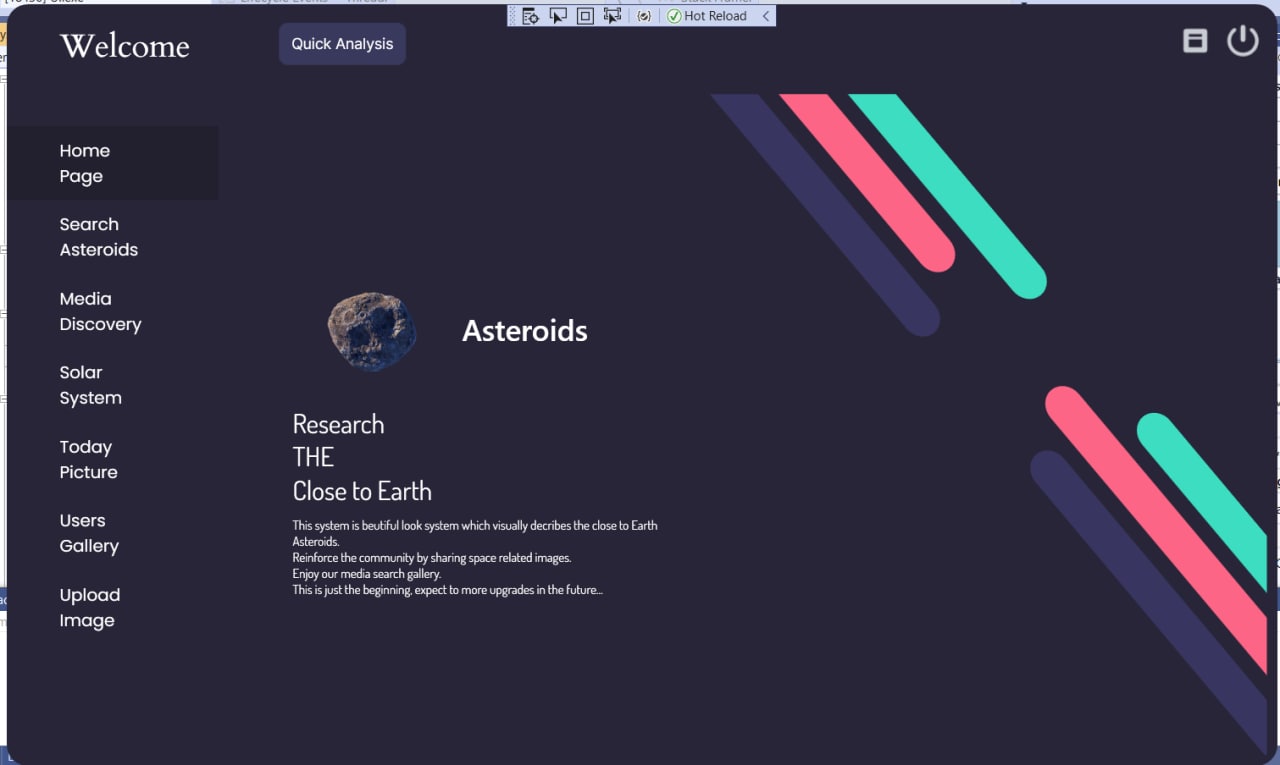 Hot Reload
Welcome
Quick Analysis
Home
Page
Search
Asteroids
Media
Discovery
Solar
System
Today
Picture
Users
Gallery
Upload
Image
Asteroids
Research
THE
Close to Earth
This system is beutiful look system which visually decribes the close to Earth
Asteroids.
Reinforce the community by sharing space related images.
Enjoy our media search gallery.
This is just the beginning, expect to more upgrades in the future...